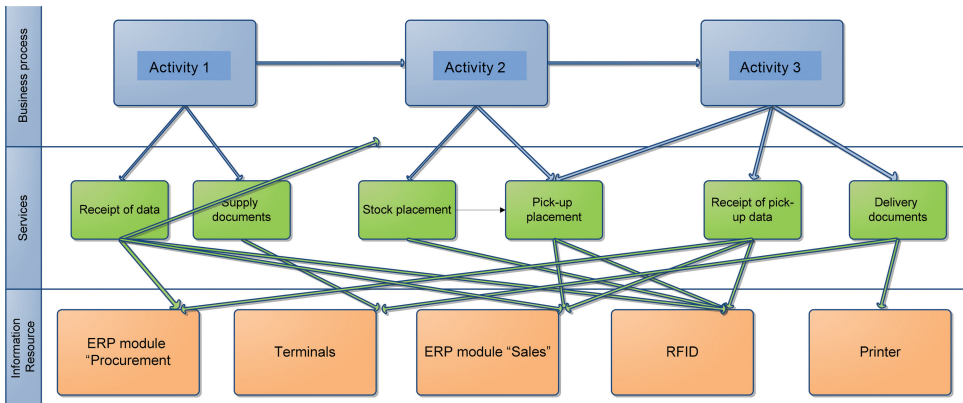 Business process
Activity 1
Activity 2
Activity 3
Services
Receipt of data
Supply
documents
Stock placement
Pick-up
placement
Receipt of pick-
up data
Delivery
documents
Information
Resource
ERP module
“Procurement
Terminals
ERP module “Sales”
RFID
Printer